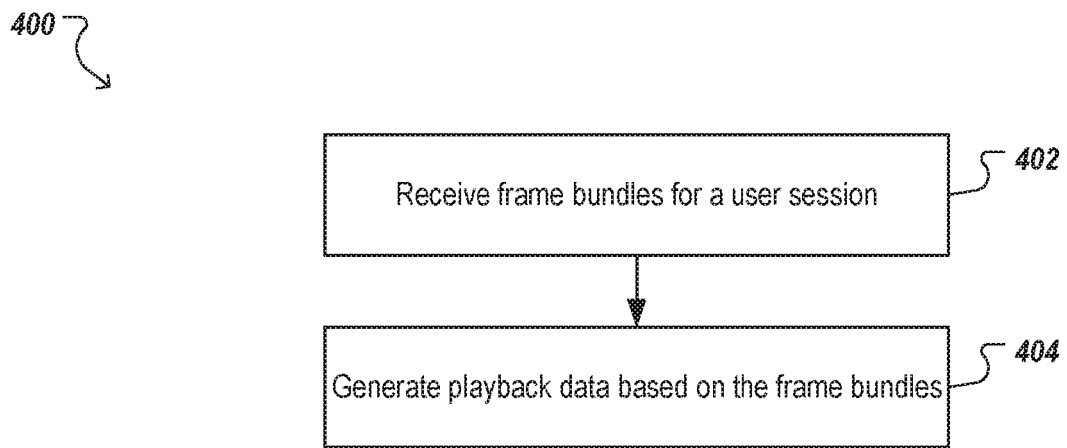 400
402
Receive frame bundles for a user session
404
Generate playback data based on the frame bundles